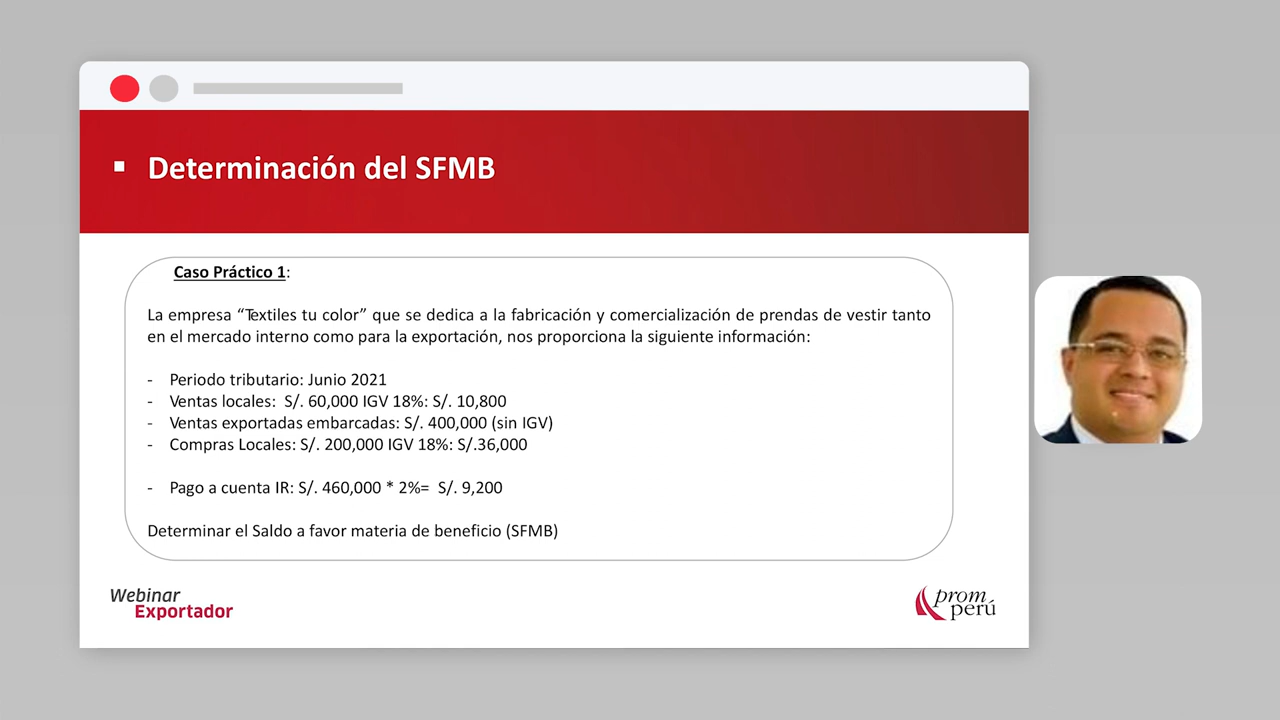 ▪ Determinación del SFMB
Caso Práctico 1:
La empresa “Textiles tu color” que se dedica a la fabricación y comercialización de prendas de vestir tanto
en el mercado interno como para la exportación, nos proporciona la siguiente información:
- Periodo tributario: Junio 2021
- Ventas locales: S/. 60,000 IGV 18%: S/. 10,800
- Ventas exportadas embarcadas: S/. 400,000 (sin IGV)
- Compras Locales: S/. 200,000 IGV 18%: S/.36,000
- Pago a cuenta IR: S/. 460,000 * 2%= S/. 9,200
Determinar el Saldo a favor materia de beneficio (SFMB)
Webinar
Exportador
prom
perú